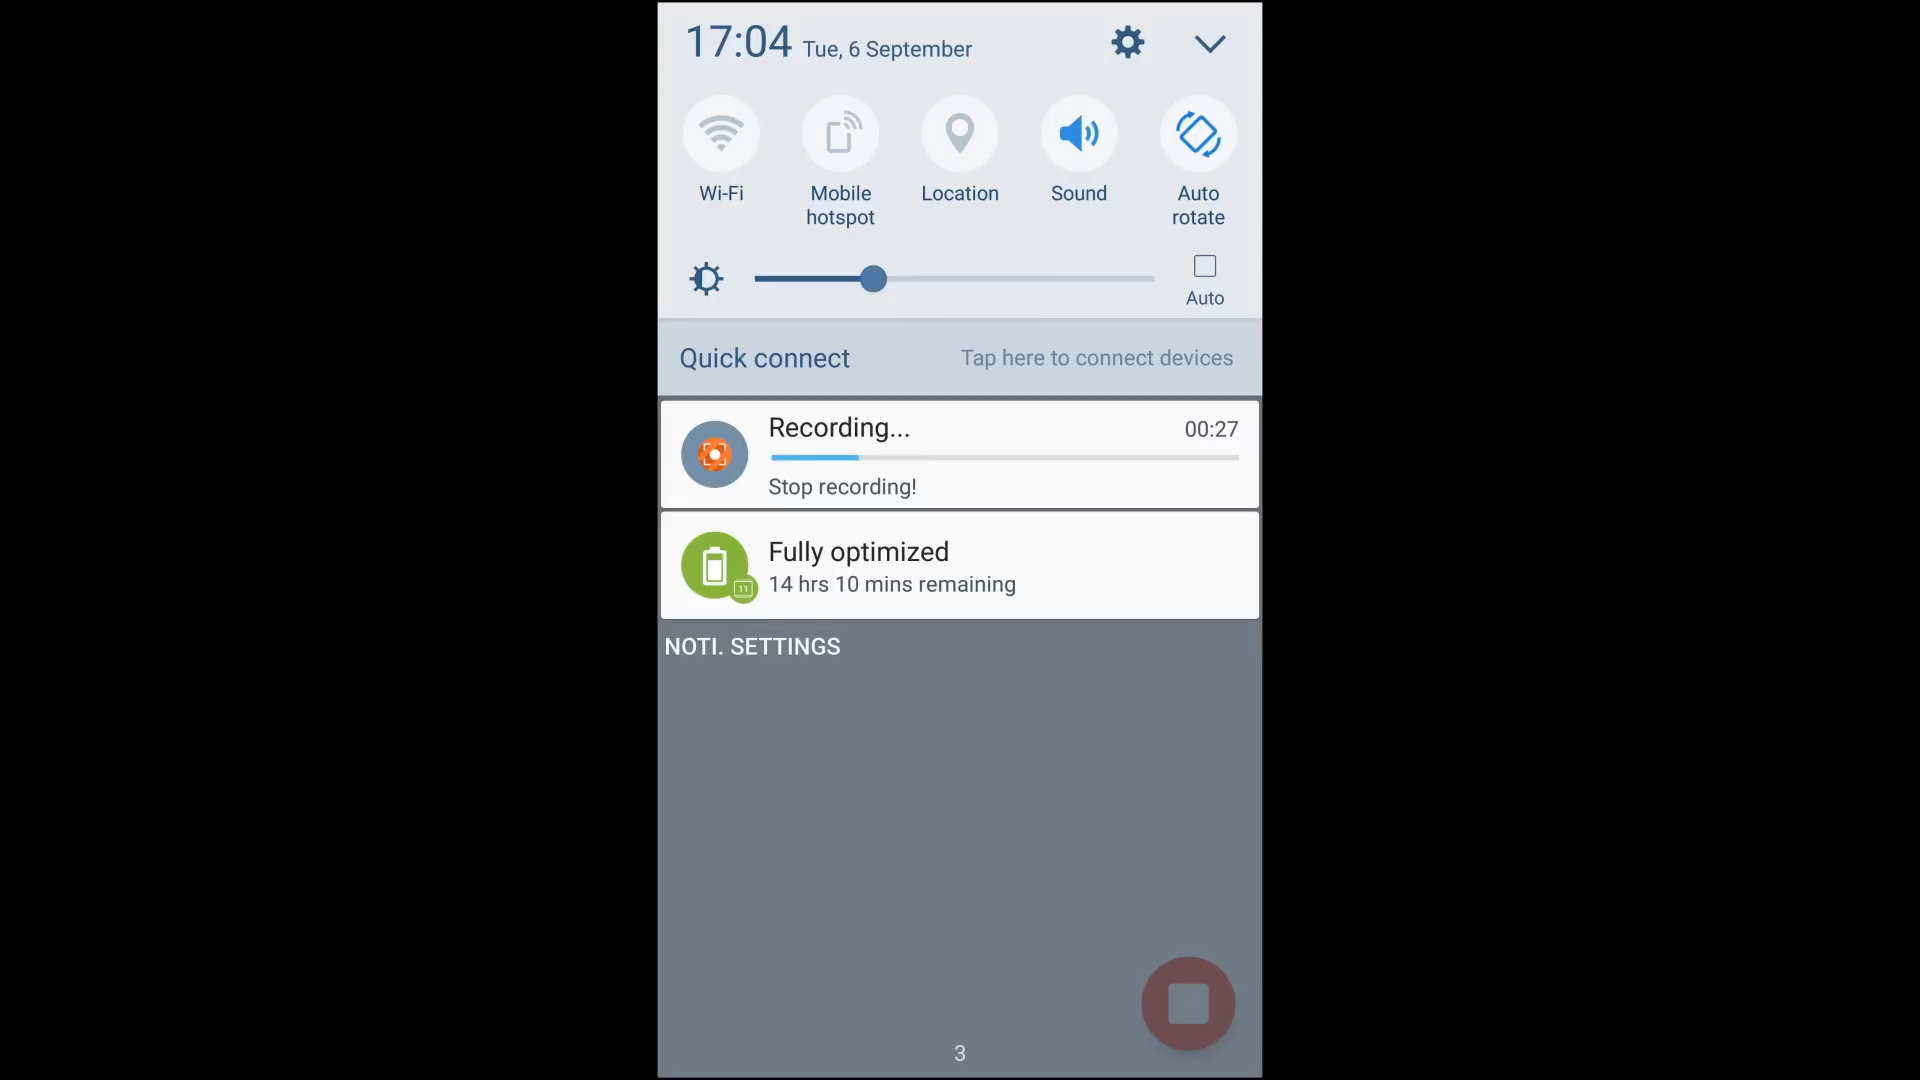 17:04 Tue, 6 September
Wi-Fi
Mobile
hotspot
Location
Sound
Auto
rotate
Auto
Quick connect
Tap here to connect devices
Recording...
00:27
Stop recording!
11
Fully optimized
14 hrs 10 mins remaining
NOTI. SETTINGS
3